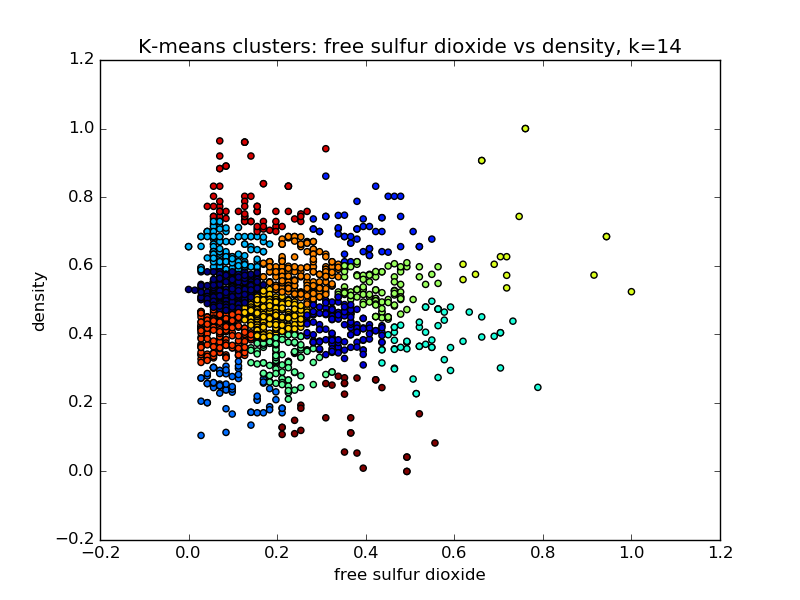 K-means clusters: free sulfur dioxide vs density, k=14
1.2
1.0
0.8
0.6
0.4
0.2
0.0
−0.2
density
−0.2 0.0 0.2 0.4 0.6 0.8 1.0 1.2
free sulfur dioxide